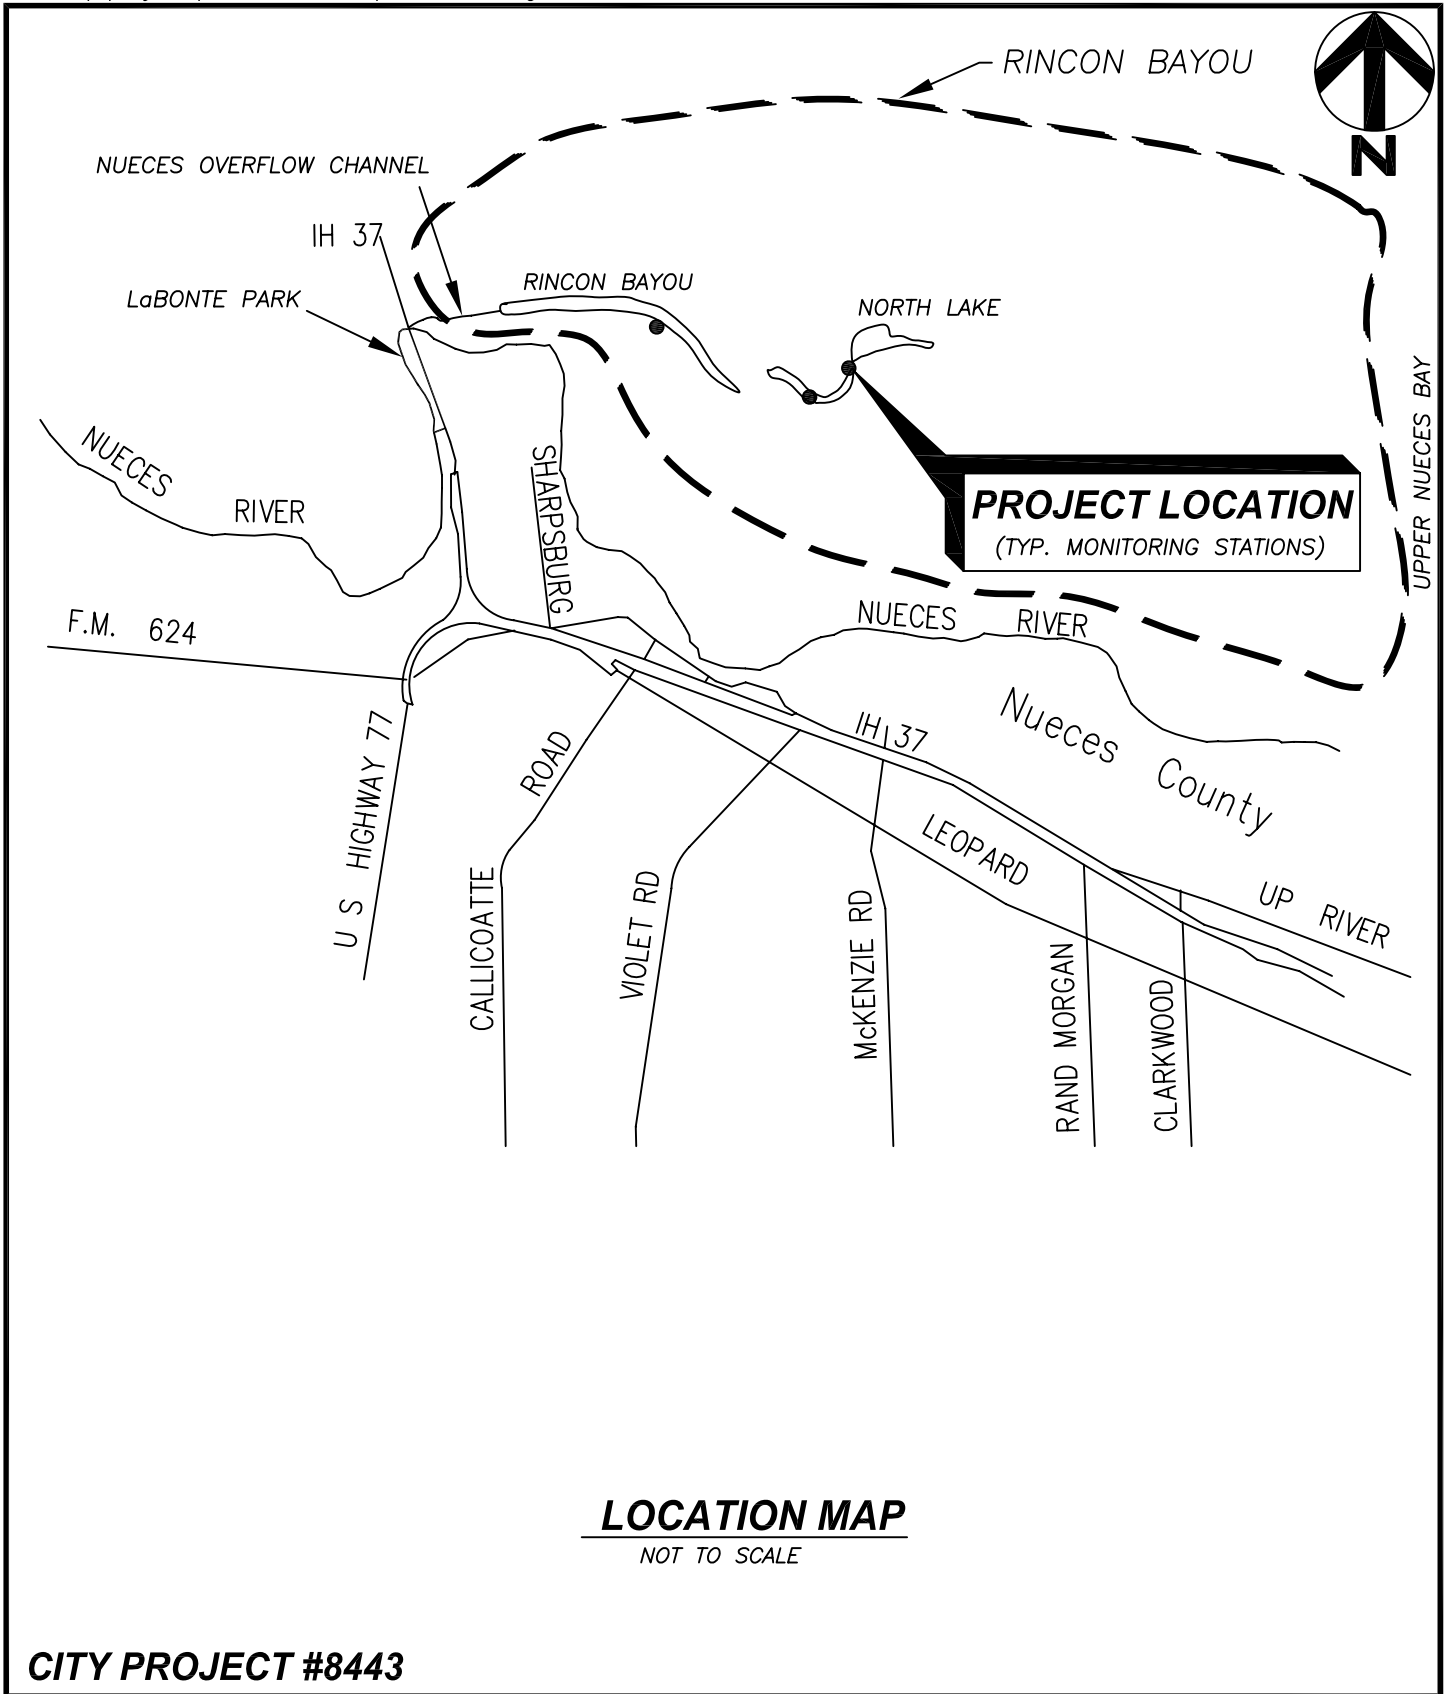 RINCON BAYOU
N
NUECES OVERFLOW CHANNEL
IH 37
LaBONTE PARK
RINCON BAYOU
NORTH LAKE
UPPER NUECES BAY
NUECES RIVER
SHARPSBURG
PROJECT LOCATION
(TYP. MONITORING STATIONS)
F.M. 624
NUECES RIVER
Nueces County
IH 37
U S HIGHWAY 77
CALLICOATTE ROAD
VIOLET RD
McKENZIE RD
LEOPARD
UP RIVER
RAND MORGAN
CLARKWOOD
LOCATION MAP
NOT TO SCALE
CITY PROJECT #8443